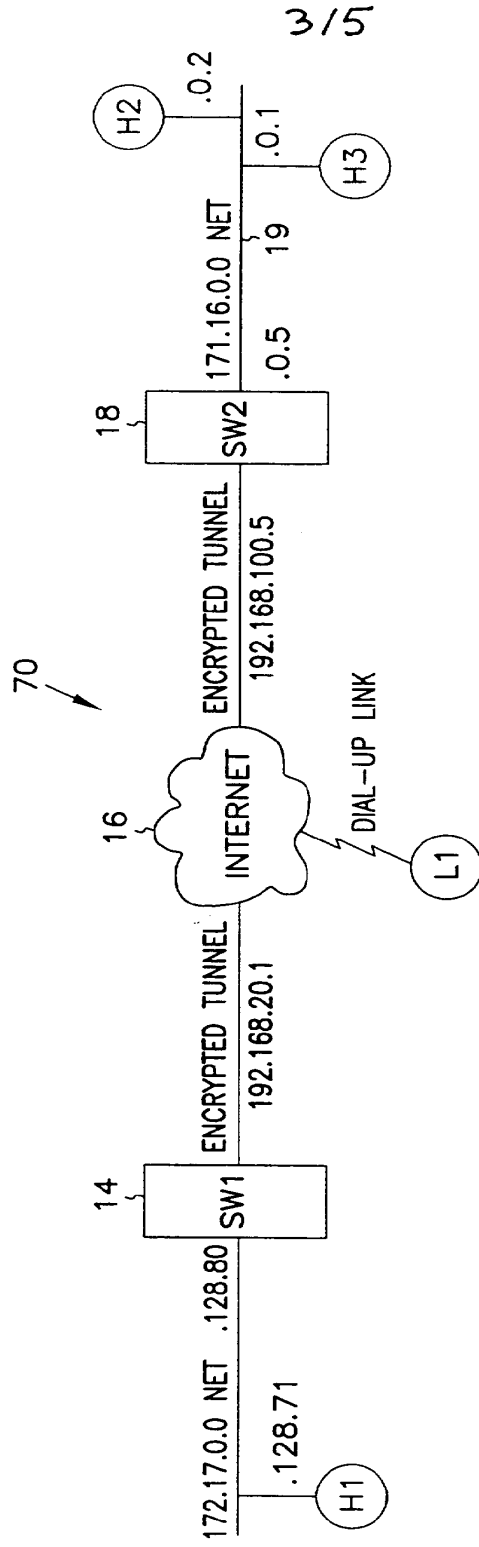 3/5
70
14
16
18
172.17.0.0 NET .128.80
SW1
ENCRYPTED TUNNEL
192.168.20.1
INTERNET
ENCRYPTED TUNNEL
192.168.100.5
SW2
171.16.0.0 NET
.0.5
19
H2
.0.2
.0.1
H3
.128.71
H1
DIAL-UP LINK
L1